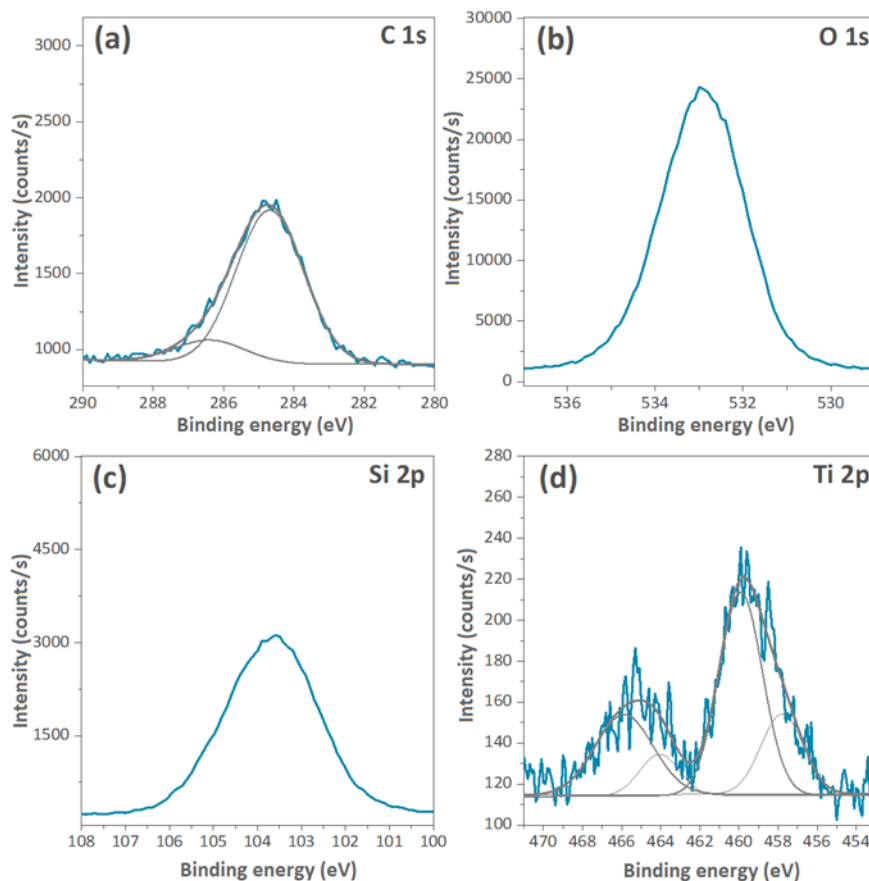 (a)
C 1s
3000
2500
2000
1500
1000
Intensity (counts/s)
290 288 286 284 282 280
Binding energy (eV)
(b)
O 1s
30000
25000
20000
15000
10000
5000
0
Intensity (counts/s)
536 534 532 530
Binding energy (eV)
(c)
Si 2p
6000
4500
3000
1500
Intensity (counts/s)
108 107 106 105 104 103 102 101 100
Binding energy (eV)
(d)
Ti 2p
280
260
240
220
200
180
160
140
120
100
Intensity (counts/s)
470 468 466 464 462 460 458 456 454
Binding energy (eV)